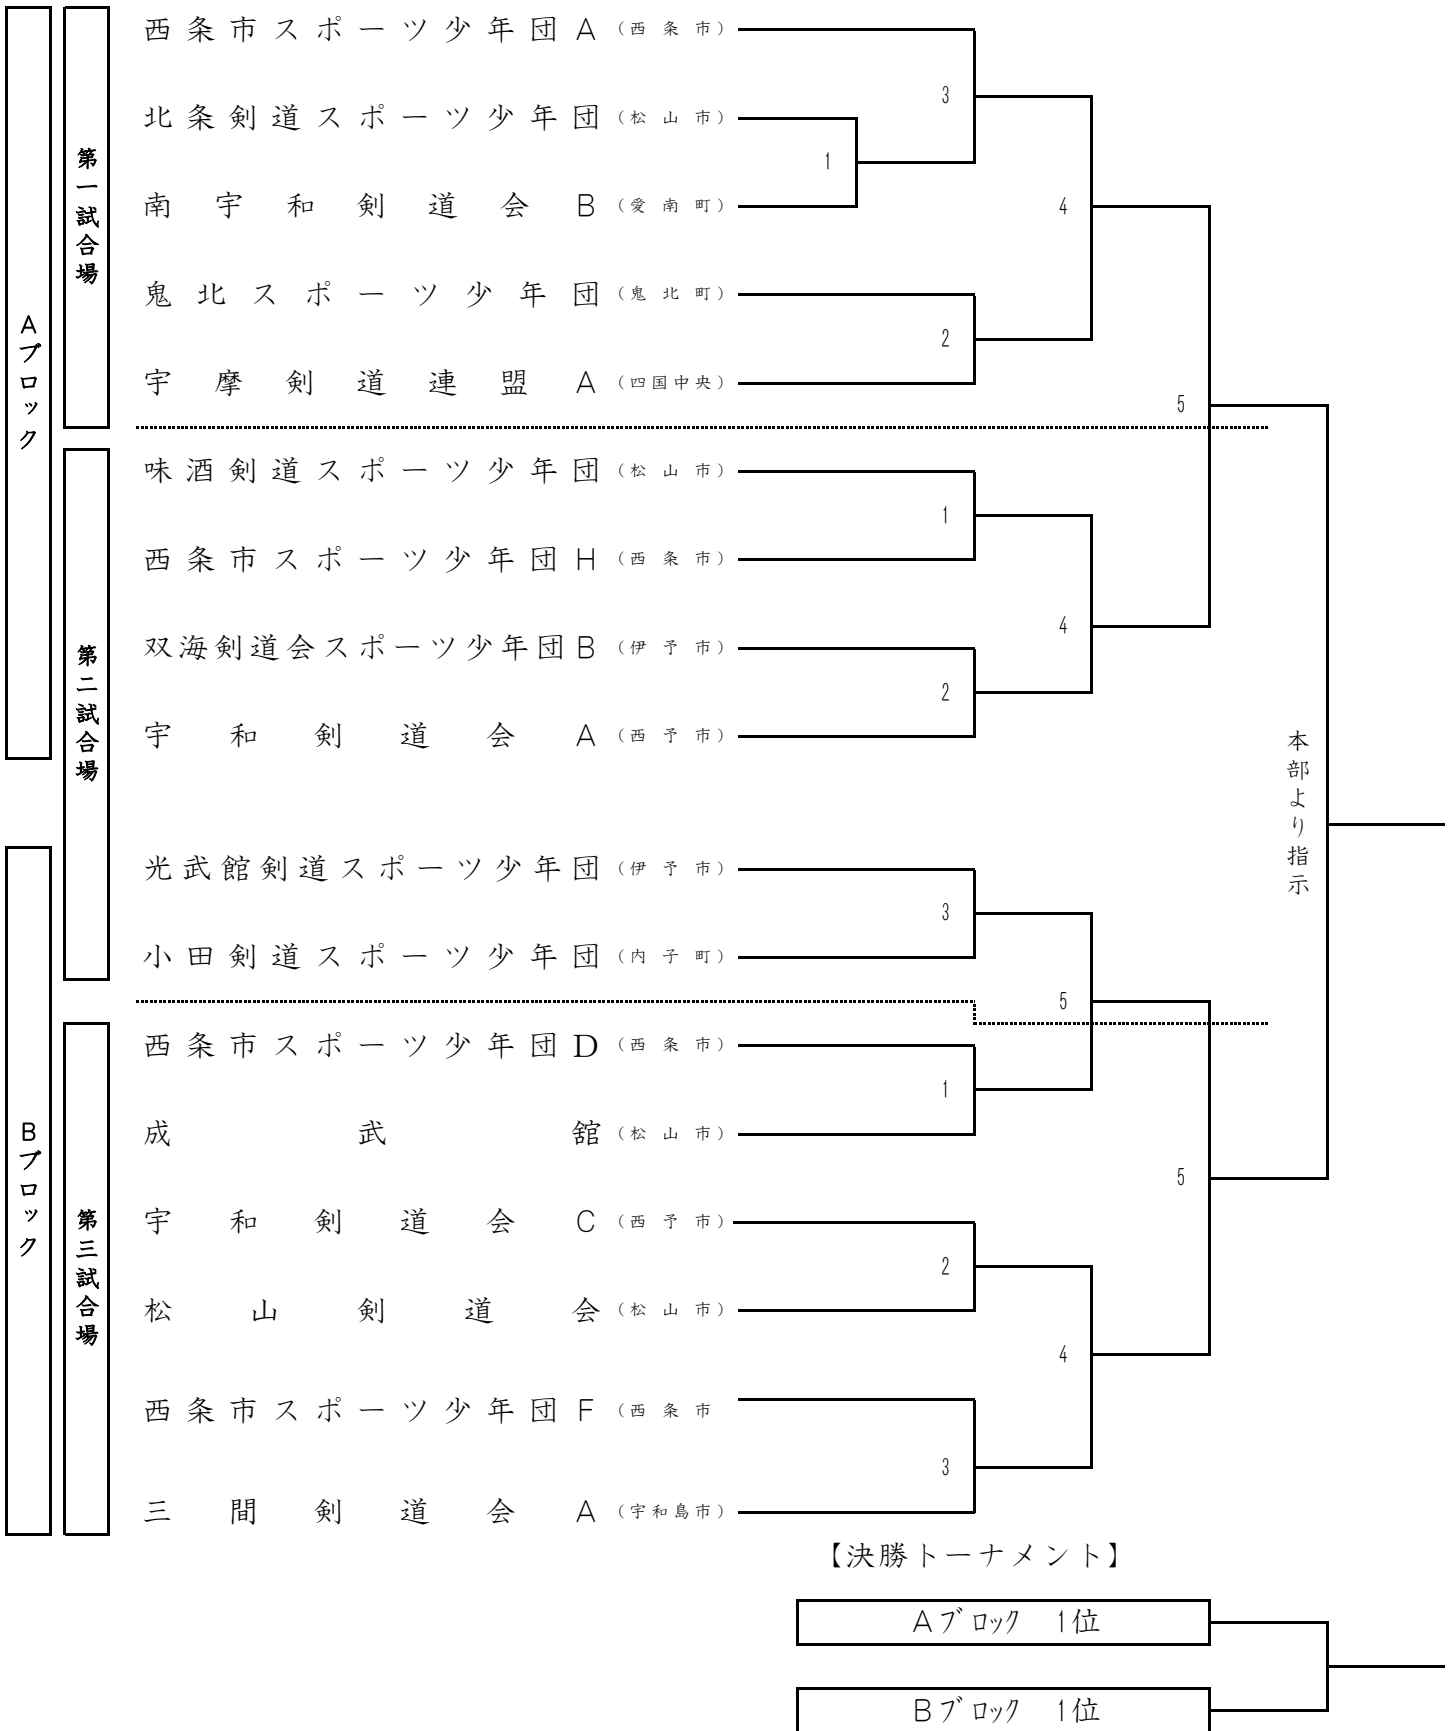 Aブロック
第一試合場
西条市スポーツ少年団A（西条市）
北条剣道スポーツ少年団（松山市）
南宇和剣道会B（愛南町）
鬼北スポーツ少年団（鬼北町）
宇摩剣道連盟A（四国中央）
3
1
4
2
5
第二試合場
味酒剣道スポーツ少年団（松山市）
西条市スポーツ少年団H（西条市）
双海剣道会スポーツ少年団B（伊予市）
宇和剣道会A（西予市）
1
4
2
本部より指示
Bブロック
光武館剣道スポーツ少年団（伊予市）
小田剣道スポーツ少年団（内子町）
3
5
第三試合場
西条市スポーツ少年団D（西条市）
成武舘（松山市）
宇和剣道会C（西予市）
松山剣道会（松山市）
西条市スポーツ少年団F（西条市
三間剣道会A（宇和島市）
1
5
2
4
3
【決勝トーナメント】
Aブロック 1位
Bブロック 1位